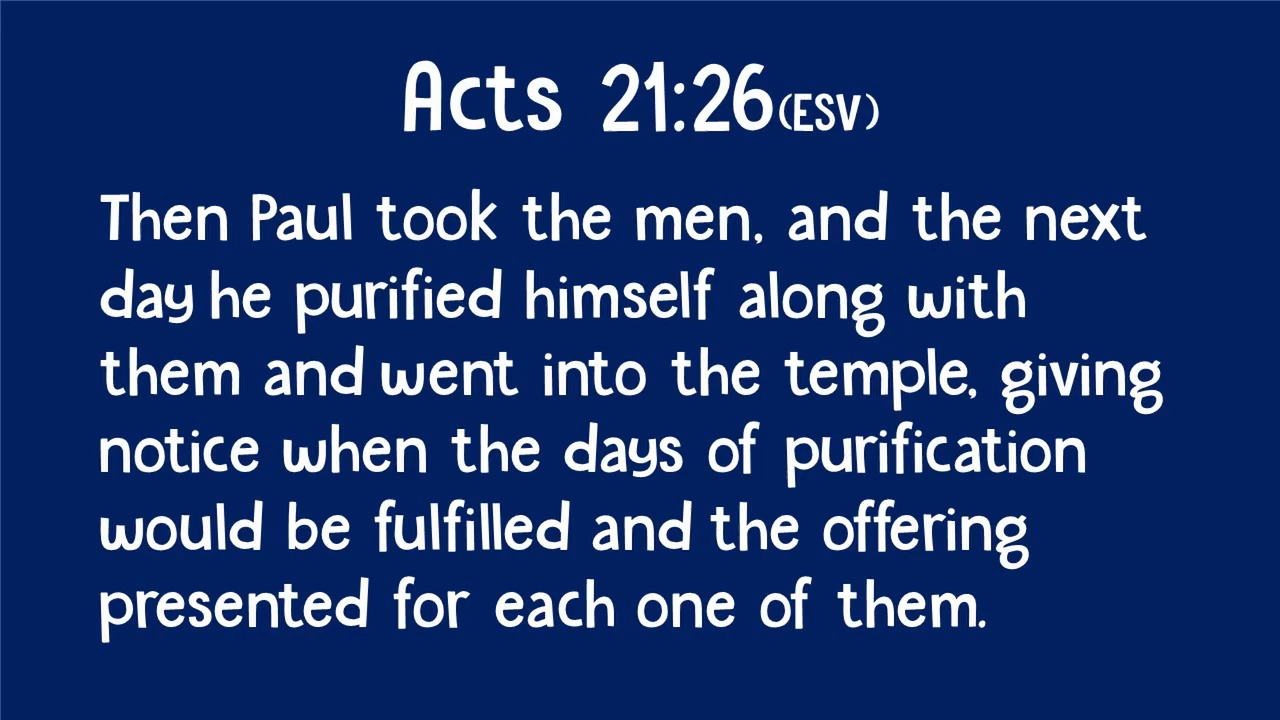 Acts 21:26 (ESV)
Then Paul took the men, and the next
day he purified himself along with
them and went into the temple, giving
notice when the days of purification
would be fulfilled and the offering
presented for each one of them.